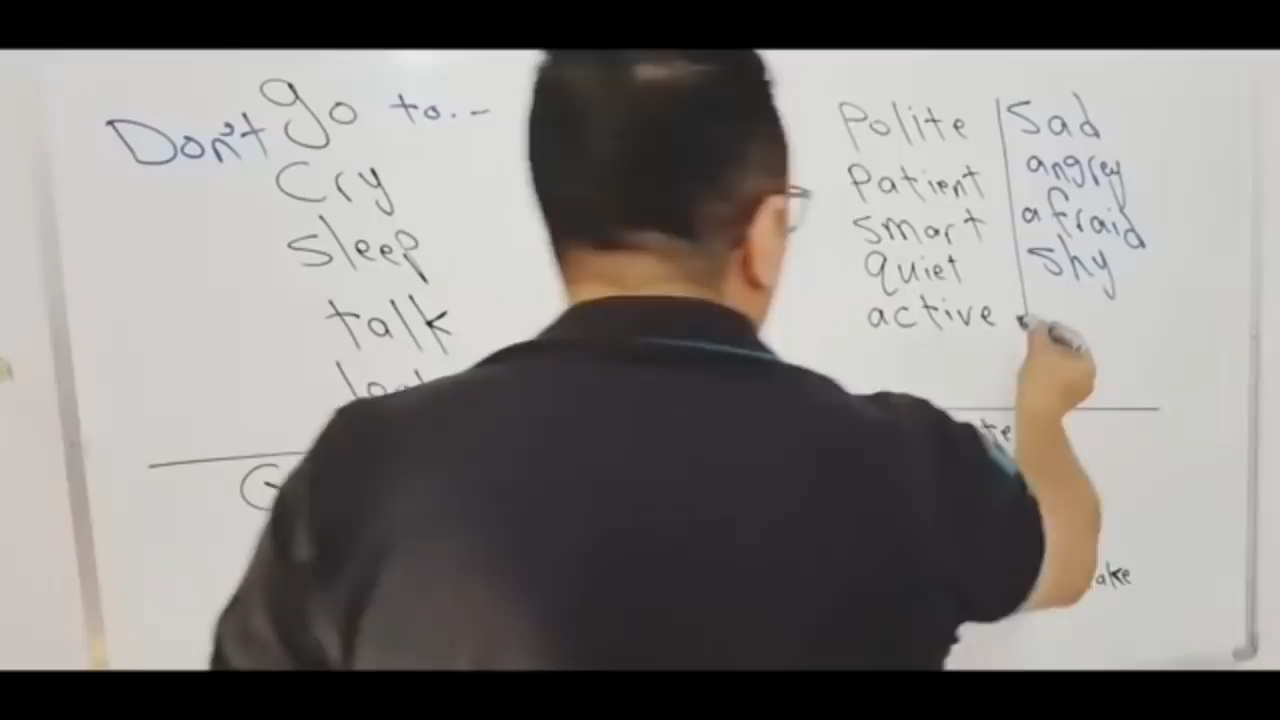 Don't go to...
Cry
Sleep
talk
Polite
Patient
smart
quiet
active
Sad
angrey
afraid
shy